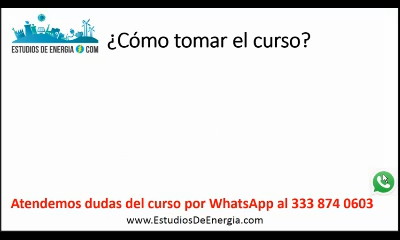 ESTUDIOS DE ENERGIA COM
¿Cómo tomar el curso?
Atendemos dudas del curso por WhatsApp al 333 874 0603
www.EstudiosDeEnergia.com